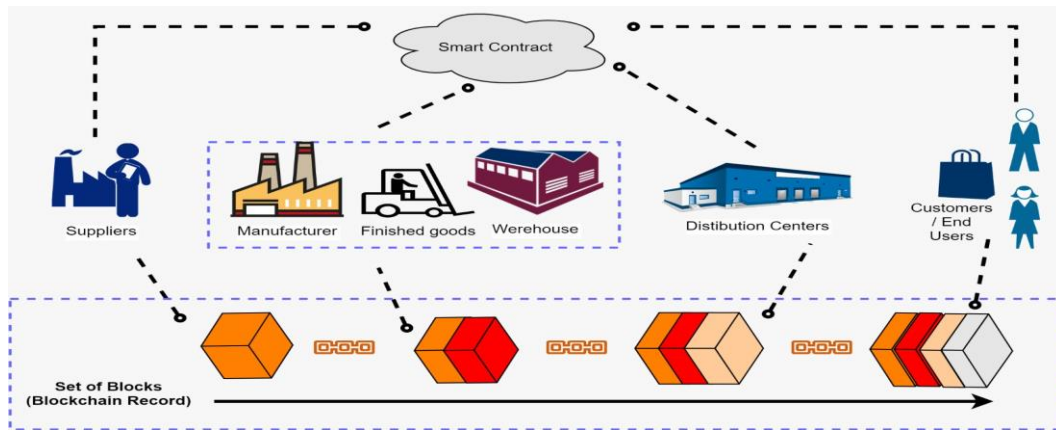 Smart Contract
Suppliers
Manufacturer
Finished goods
Werehouse
Distibution Centers
Customers
/ End
Users
Set of Blocks
(Blockchain Record)